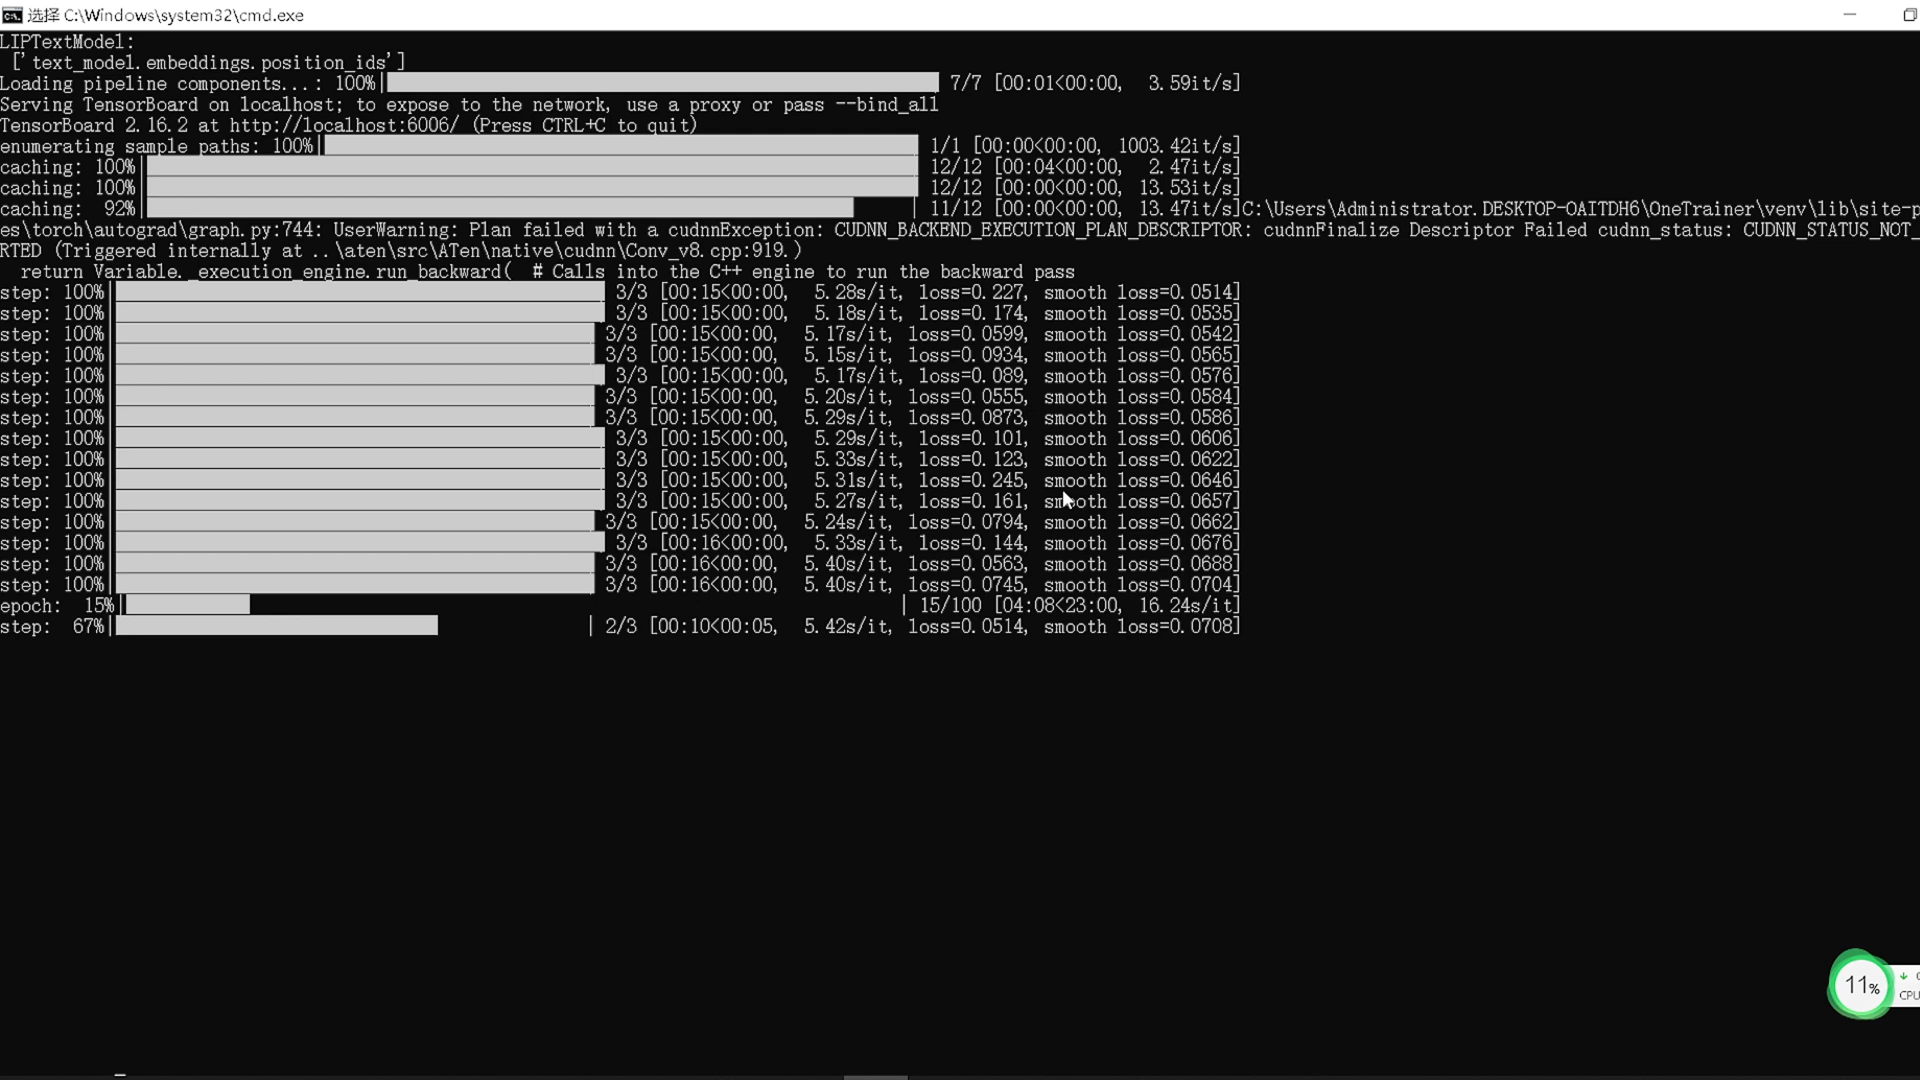 选择 C:\Windows\system32\cmd.exe
LIPTextModel:
['text_model.embeddings.position_ids']
Loading pipeline components...: 100%| 7/7 [00:01<00:00, 3.59it/s]
Serving TensorBoard on localhost; to expose to the network, use a proxy or pass --bind_all
TensorBoard 2.16.2 at http://localhost:6006/ (Press CTRL+C to quit)
enumerating sample paths: 100%| 1/1 [00:00<00:00, 1003.42it/s]
caching: 100%| 12/12 [00:04<00:00, 2.47it/s]
caching: 100%| 12/12 [00:00<00:00, 13.53it/s]
caching: 92%| | 11/12 [00:00<00:00, 13.47it/s]C:\Users\Administrator.DESKTOP-OAITDH6\OneTrainer\venv\lib\site-p
es\torch\autograd\graph.py:744: UserWarning: Plan failed with a cudnnException: CUDNN_BACKEND_EXECUTION_PLAN_DESCRIPTOR: cudnnFinalize Descriptor Failed cudnn_status: CUDNN_STATUS_NOT_
RTED (Triggered internally at ..\aten\src\ATen\native\cudnn\Conv_v8.cpp:919.)
return Variable._execution_engine.run_backward( # Calls into the C++ engine to run the backward pass
step: 100%| 3/3 [00:15<00:00, 5.28s/it, loss=0.227, smooth loss=0.0514]
step: 100%| 3/3 [00:15<00:00, 5.18s/it, loss=0.174, smooth loss=0.0535]
step: 100%| 3/3 [00:15<00:00, 5.17s/it, loss=0.0599, smooth loss=0.0542]
step: 100%| 3/3 [00:15<00:00, 5.15s/it, loss=0.0934, smooth loss=0.0565]
step: 100%| 3/3 [00:15<00:00, 5.17s/it, loss=0.089, smooth loss=0.0576]
step: 100%| 3/3 [00:15<00:00, 5.20s/it, loss=0.0555, smooth loss=0.0584]
step: 100%| 3/3 [00:15<00:00, 5.29s/it, loss=0.0873, smooth loss=0.0586]
step: 100%| 3/3 [00:15<00:00, 5.29s/it, loss=0.101, smooth loss=0.0606]
step: 100%| 3/3 [00:15<00:00, 5.33s/it, loss=0.123, smooth loss=0.0622]
step: 100%| 3/3 [00:15<00:00, 5.31s/it, loss=0.245, smooth loss=0.0646]
step: 100%| 3/3 [00:15<00:00, 5.27s/it, loss=0.161, smooth loss=0.0657]
step: 100%| 3/3 [00:15<00:00, 5.24s/it, loss=0.0794, smooth loss=0.0662]
step: 100%| 3/3 [00:16<00:00, 5.33s/it, loss=0.144, smooth loss=0.0676]
step: 100%| 3/3 [00:16<00:00, 5.40s/it, loss=0.0563, smooth loss=0.0688]
step: 100%| 3/3 [00:16<00:00, 5.40s/it, loss=0.0745, smooth loss=0.0704]
epoch: 15%| | 15/100 [04:08<23:00, 16.24s/it]
step: 67%| | 2/3 [00:10<00:05, 5.42s/it, loss=0.0514, smooth loss=0.0708]
11%
CPU